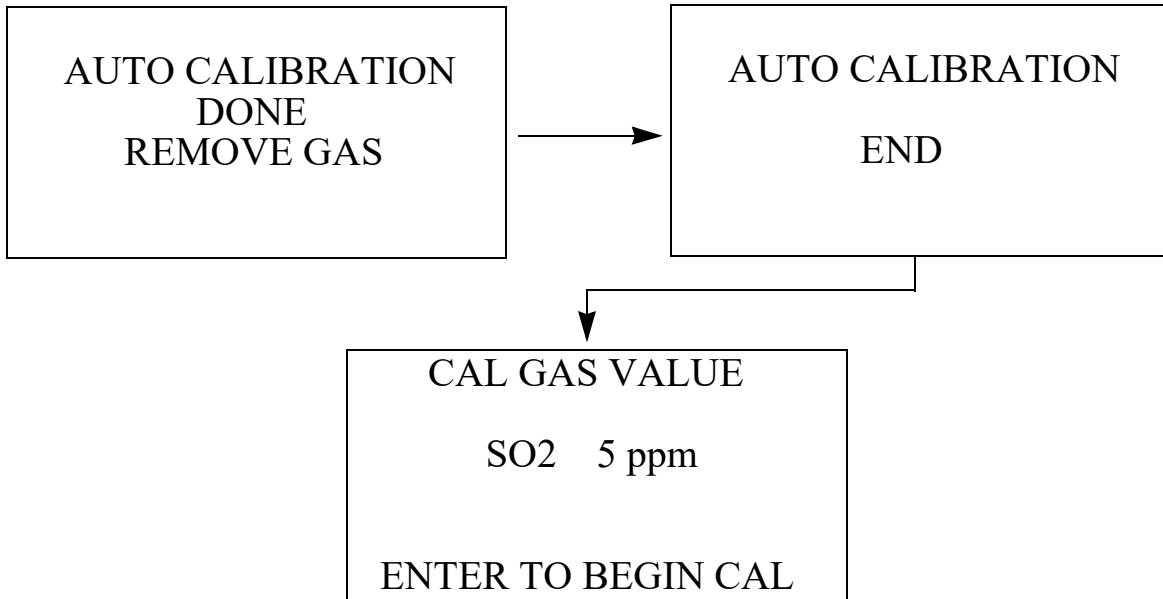 AUTO CALIBRATION
DONE
REMOVE GAS
AUTO CALIBRATION
END
CAL GAS VALUE
SO2 5 ppm
ENTER TO BEGIN CAL